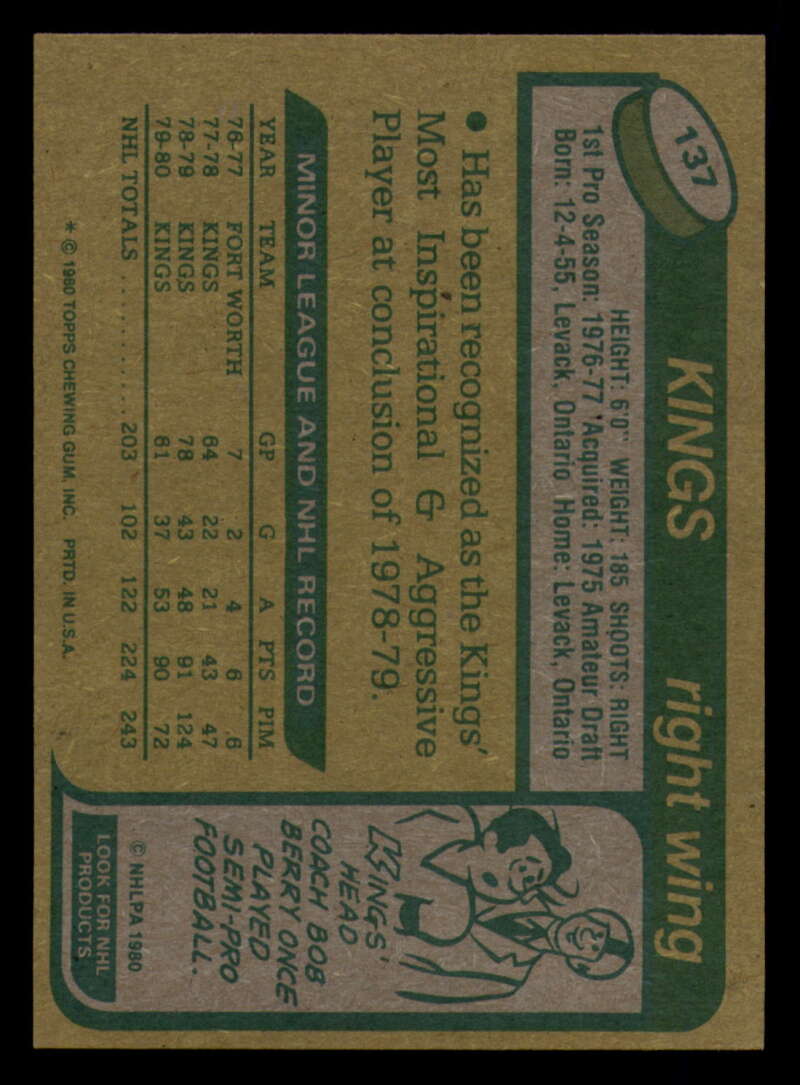 137
KINGS right wing
HEIGHT: 6'0" WEIGHT: 185 SHOOTS: RIGHT
1st Pro Season: 1976-77 Acquired: 1975 Amateur Draft
Born: 12-4-55, Levack, Ontario Home: Levack, Ontario
• Has been recognized as the Kings'
Most Inspirational & Aggressive
Player at conclusion of 1978-79.
MINOR LEAGUE AND NHL RECORD
YEAR TEAM GP G A PTS PIM
76-77 FORT WORTH 7 2 4 6 .6
77-78 KINGS 64 22 21 43 47
78-79 KINGS 78 43 48 91 124
79-80 KINGS 61 37 53 90 72
NHL TOTALS ........... 203 102 122 224 243
* © 1980 TOPPS CHEWING GUM, INC. PRTD. IN U.S.A.
KINGS'
HEAD
COACH BOB
BERRY ONCE
PLAYED
SEMI-PRO
FOOTBALL.
© NHLPA 1980
LOOK FOR NHL
PRODUCTS